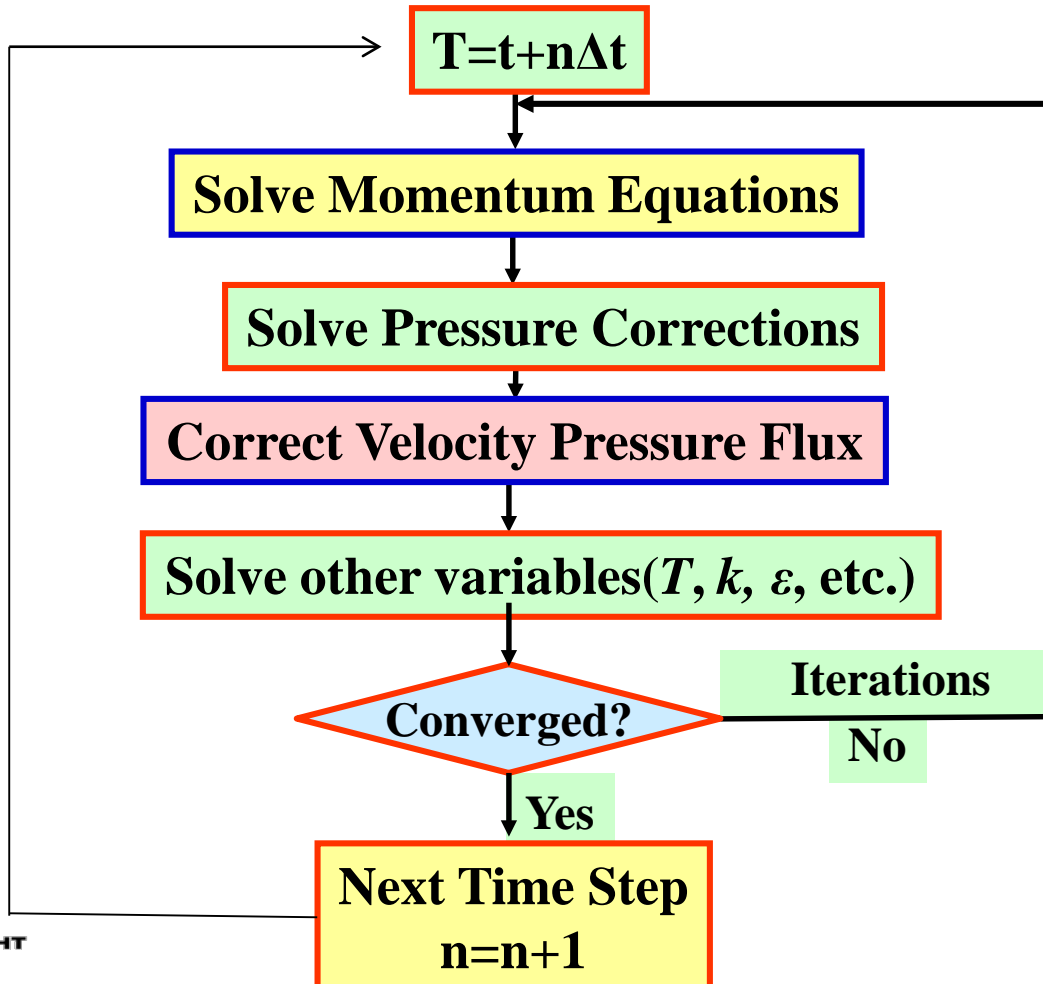 T=t+nΔt
Solve Momentum Equations
Solve Pressure Corrections
Correct Velocity Pressure Flux
Solve other variables(T, k, ε, etc.)
Converged?
Iterations
No
Yes
Next Time Step
n=n+1